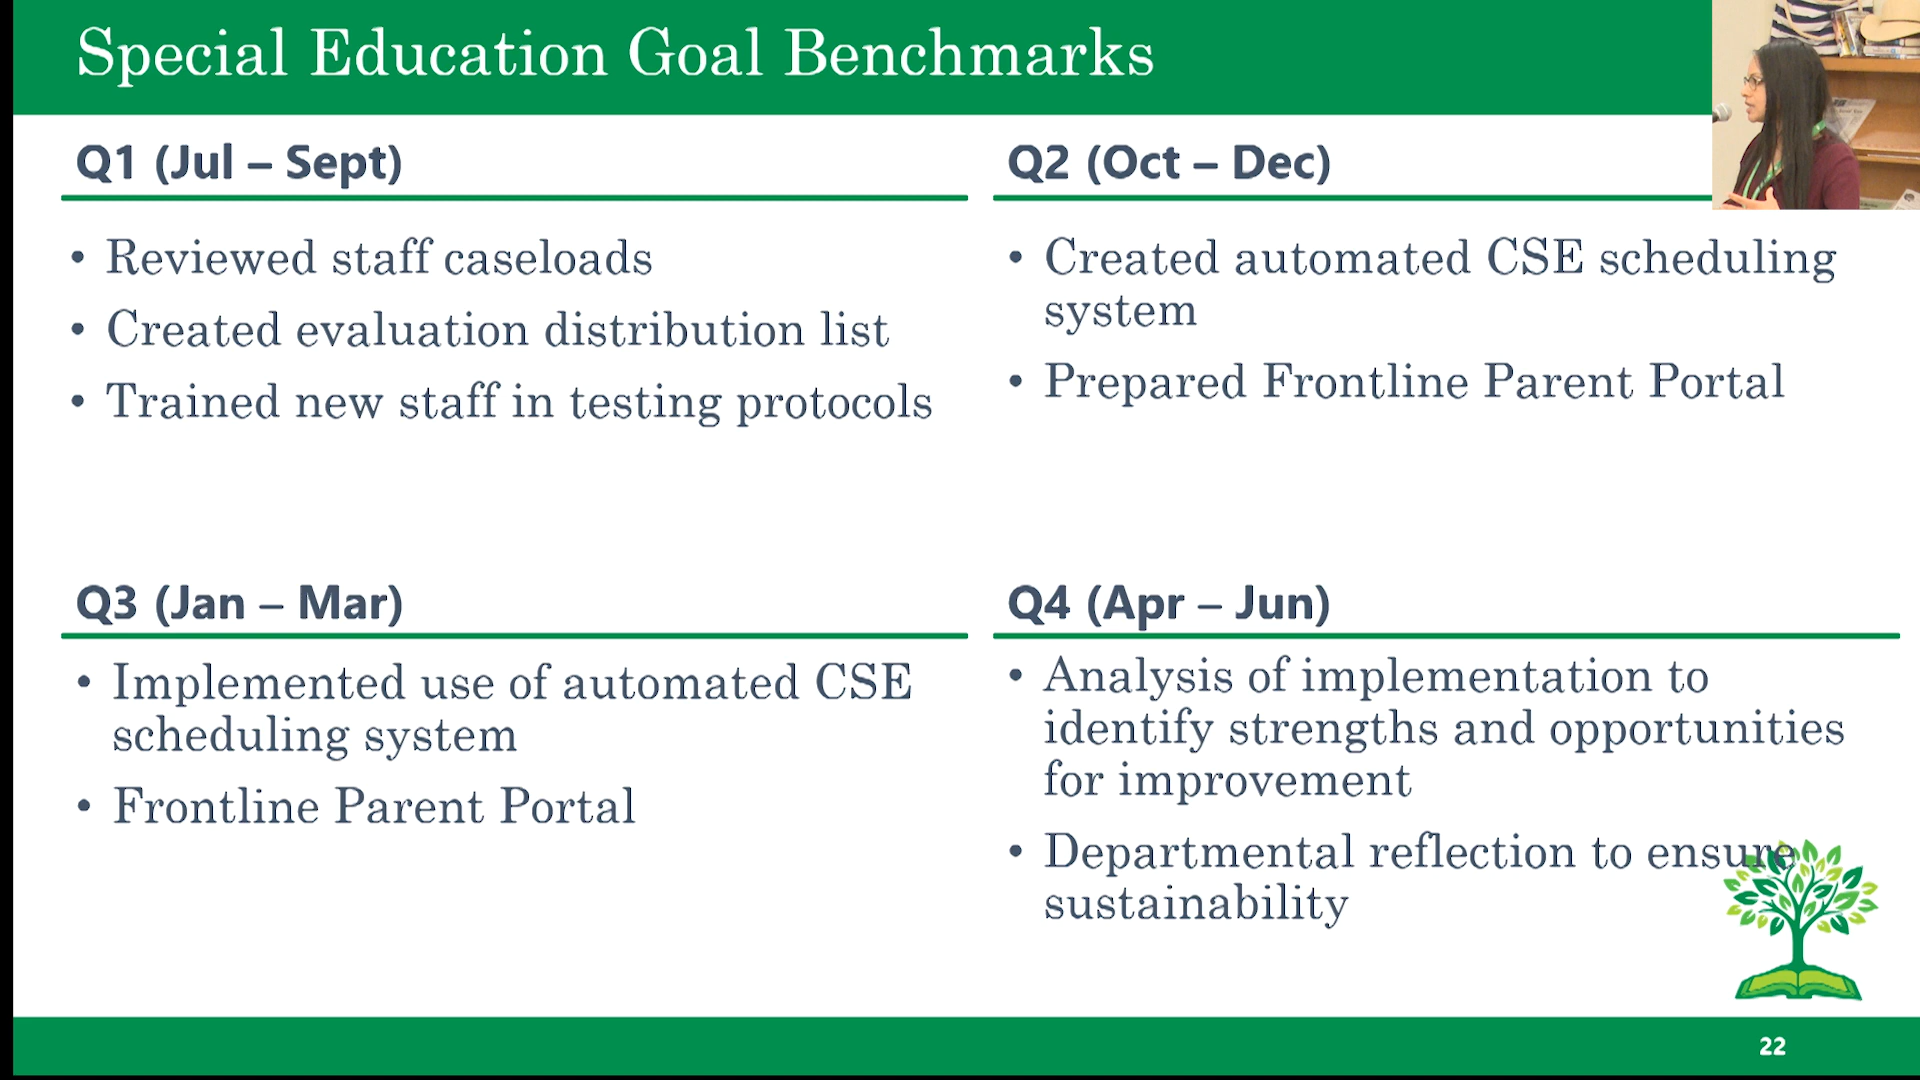 Special Education Goal Benchmarks
Q1 (Jul – Sept)
• Reviewed staff caseloads
• Created evaluation distribution list
• Trained new staff in testing protocols
Q2 (Oct – Dec)
• Created automated CSE scheduling
system
• Prepared Frontline Parent Portal
Q3 (Jan – Mar)
• Implemented use of automated CSE
scheduling system
• Frontline Parent Portal
Q4 (Apr – Jun)
• Analysis of implementation to
identify strengths and opportunities
for improvement
• Departmental reflection to ensure
sustainability
22